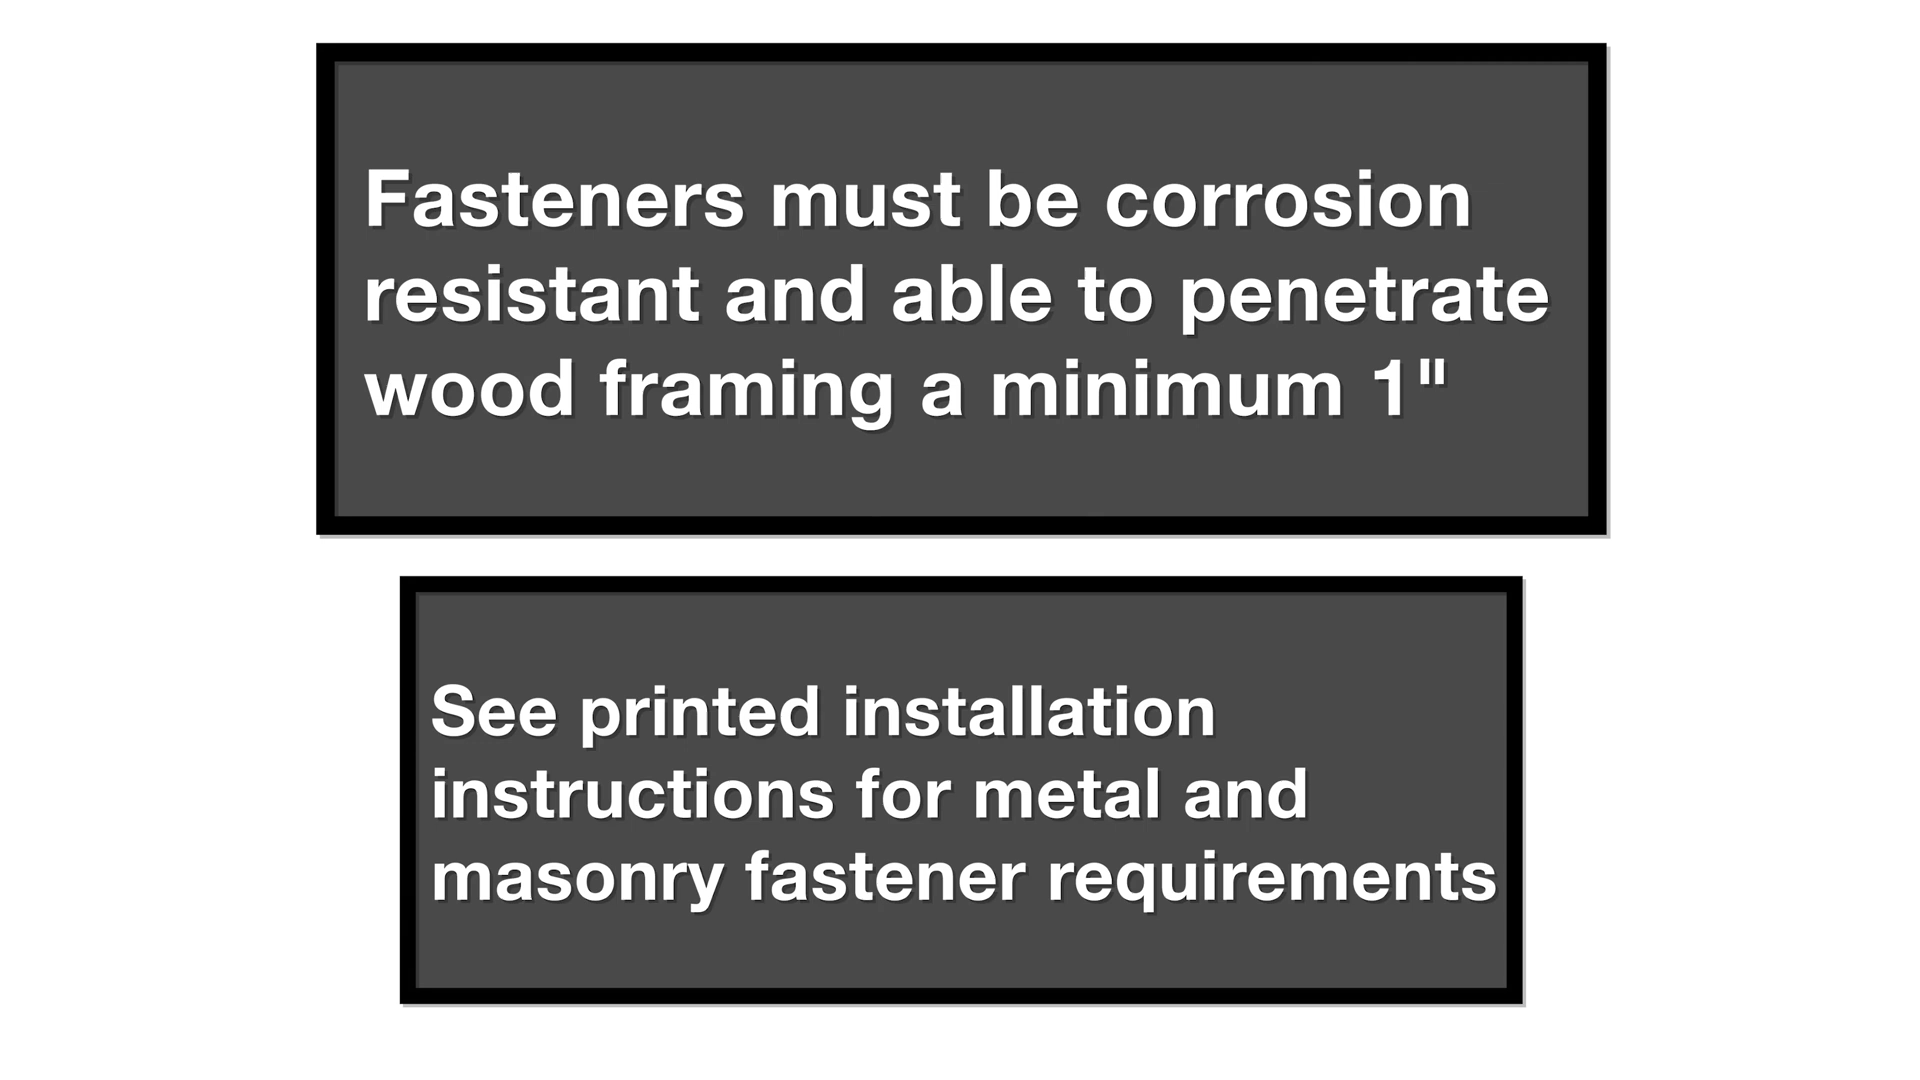 Fasteners must be corrosion
resistant and able to penetrate
wood framing a minimum 1"
See printed installation
instructions for metal and
masonry fastener requirements